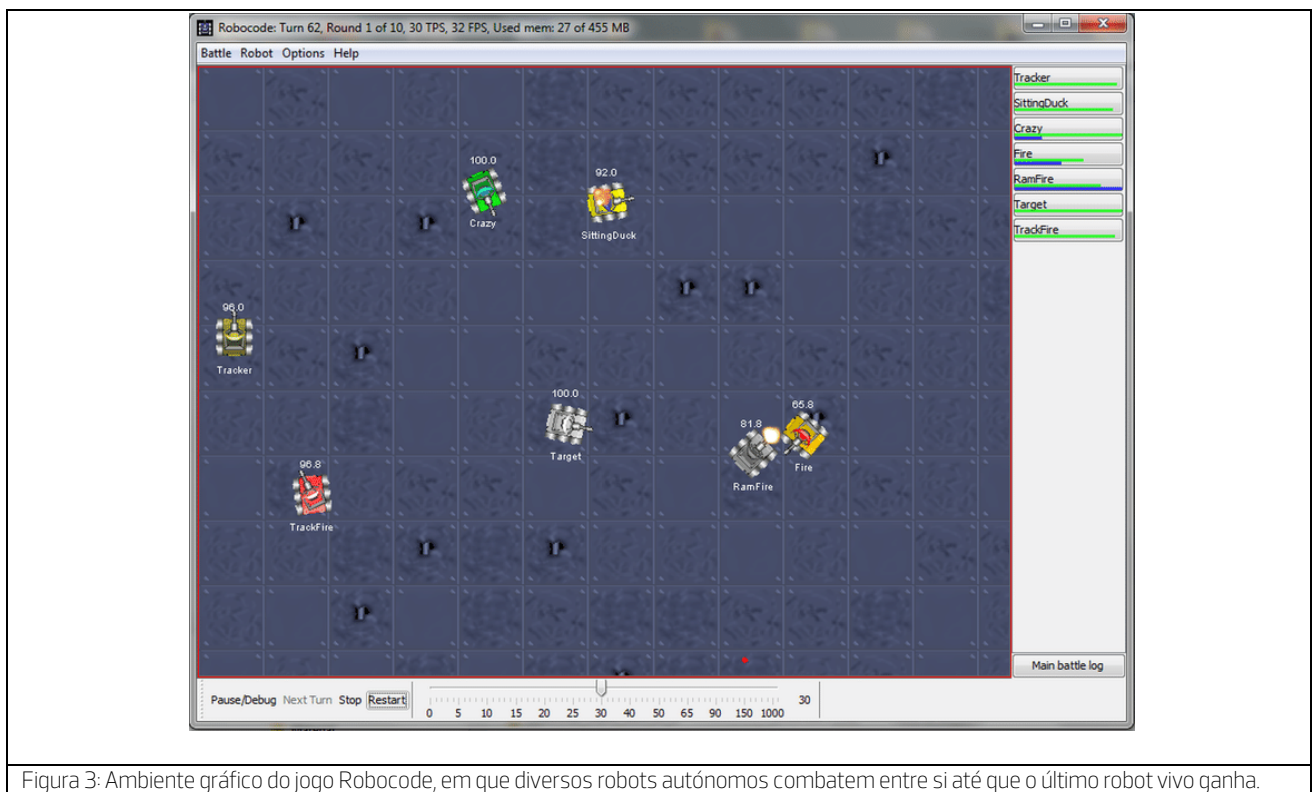 Robocode: Turn 62, Round 1 of 10, 30 TPS, 32 FPS, Used mem: 27 of 455 MB
Battle Robot Options Help
Tracker
SittingDuck
Crazy
Fire
RamFire
Target
TrackFire
100.0
Crazy
92.0
SittingDuck
96.0
Tracker
100.0
Target
65.8
Fire
81.8
RamFire
96.8
TrackFire
Main battle log
Pause/Debug Next Turn Stop Restart
0 5 10 15 20 25 30 40 50 65 90 150 1000
30
Figura 3: Ambiente gráfico do jogo Robocode, em que diversos robots autónomos combatem entre si até que o último robot vivo ganha.